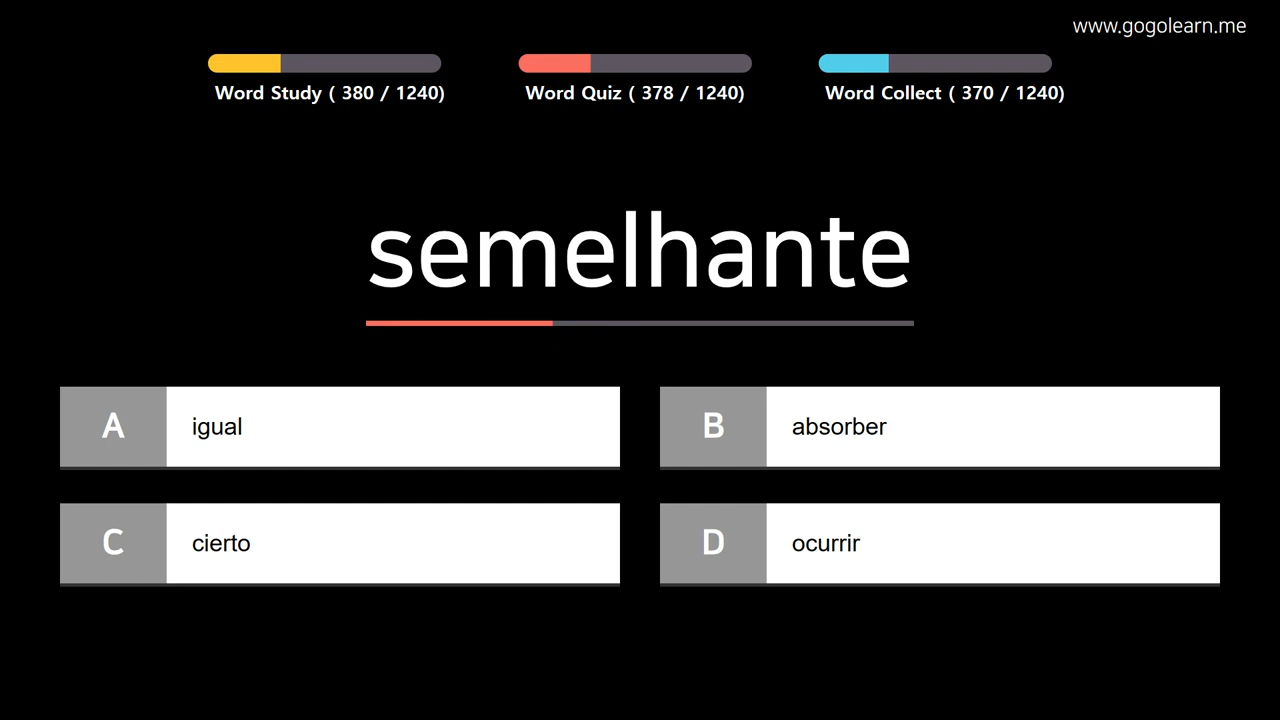 www.gogolearn.me
Word Study ( 380 / 1240)
Word Quiz ( 378 / 1240)
Word Collect ( 370 / 1240)
semelhante
A igual
B absorber
C cierto
D ocurrir